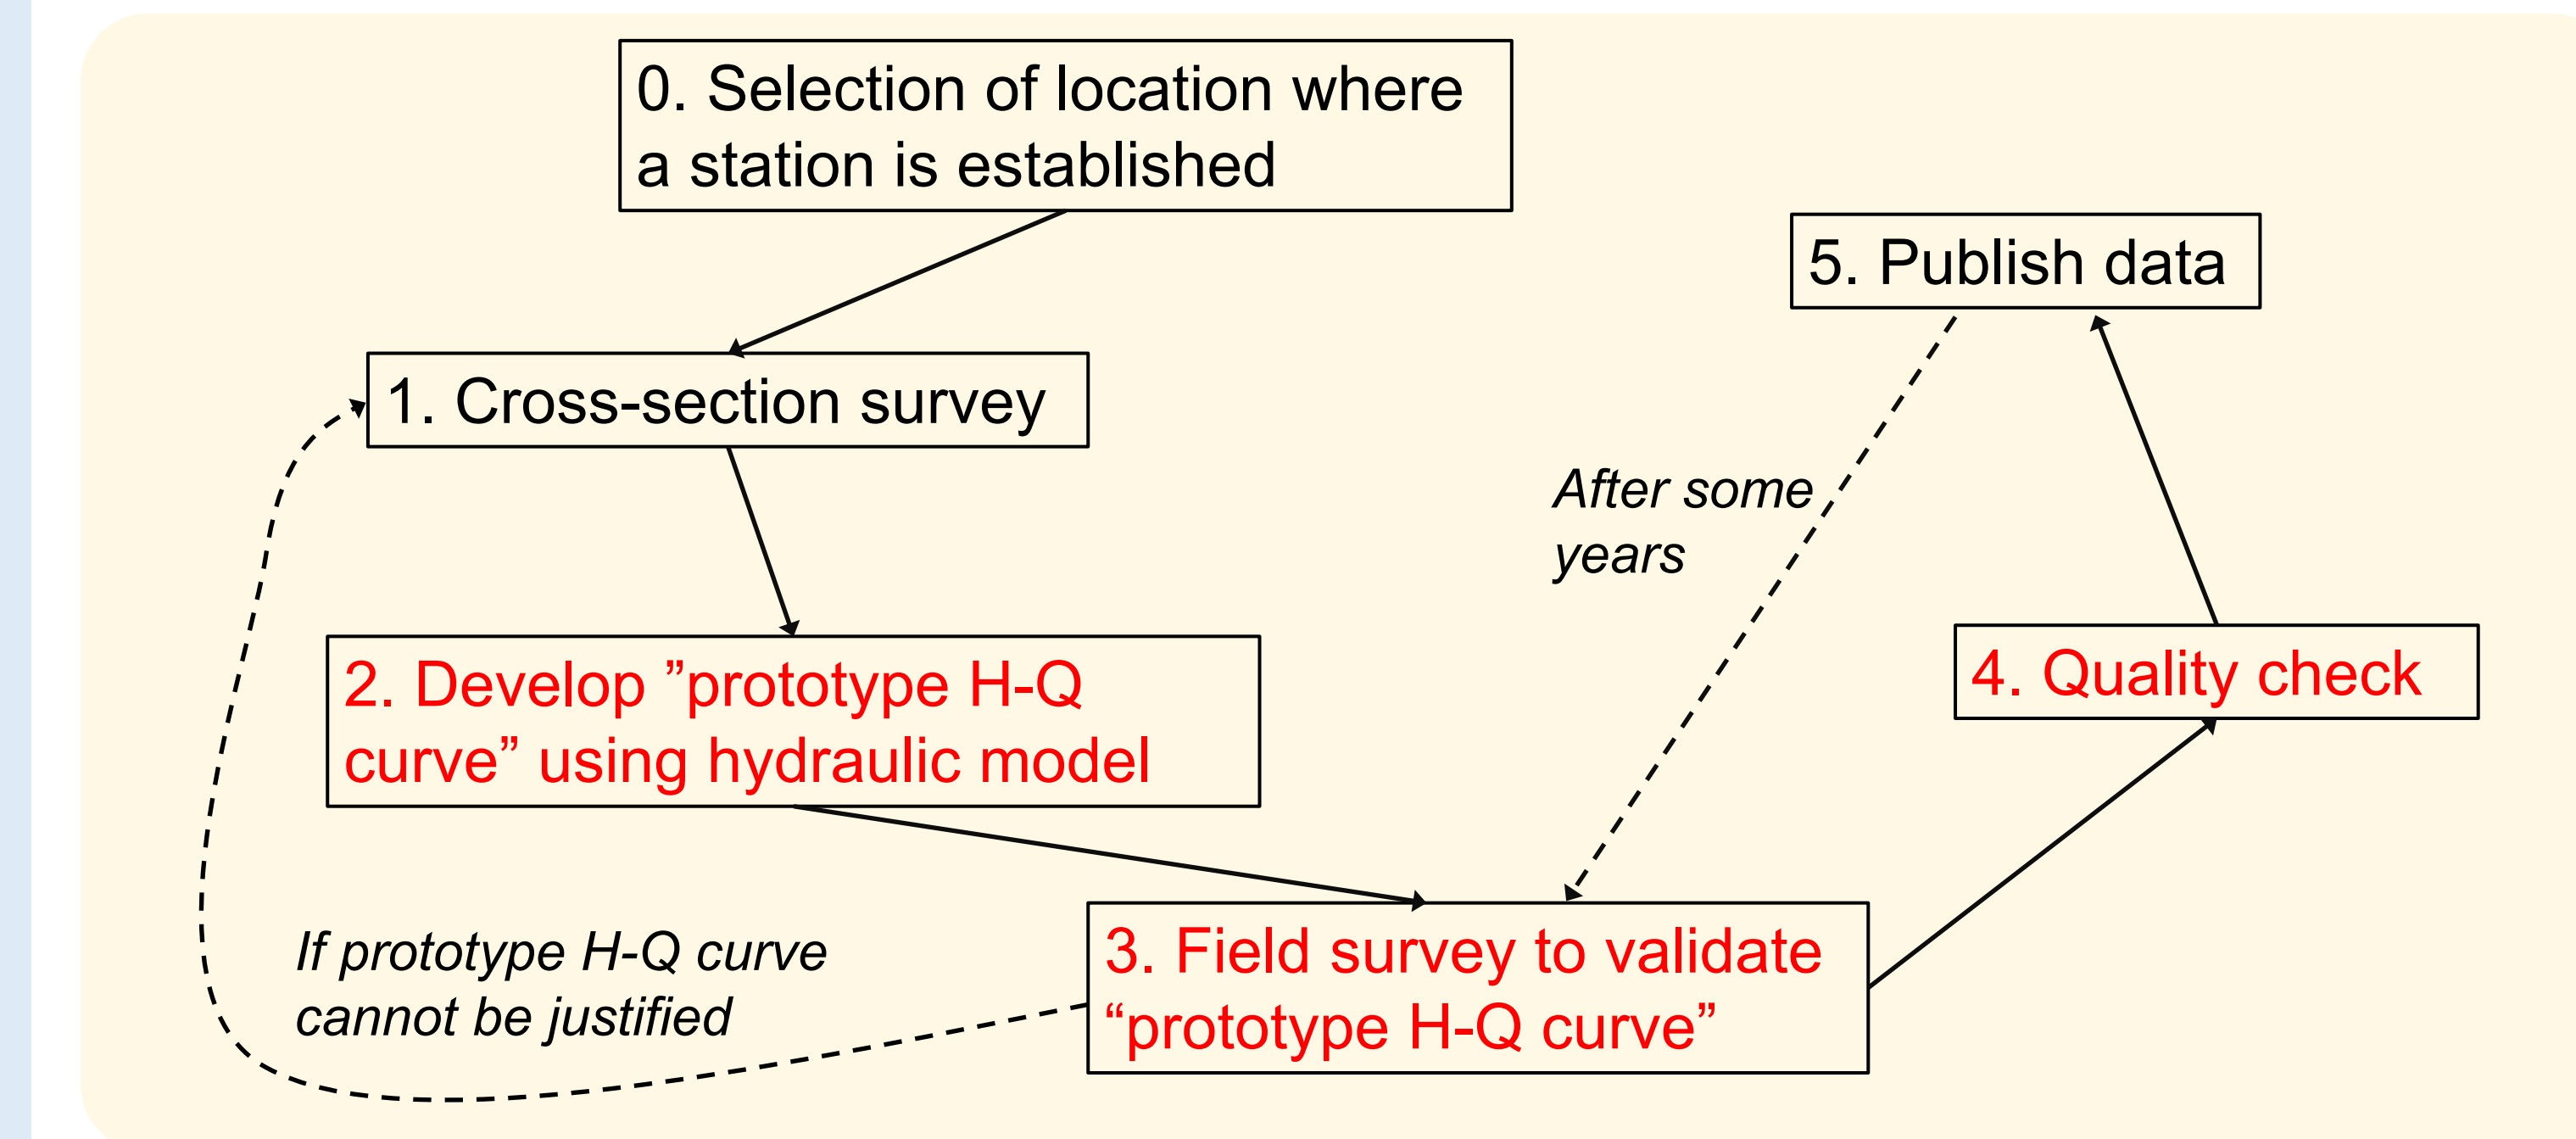 0. Selection of location where
a station is established
1. Cross-section survey
2. Develop ”prototype H-Q
curve” using hydraulic model
If prototype H-Q curve
cannot be justified
3. Field survey to validate
“prototype H-Q curve”
4. Quality check
5. Publish data
After some
years